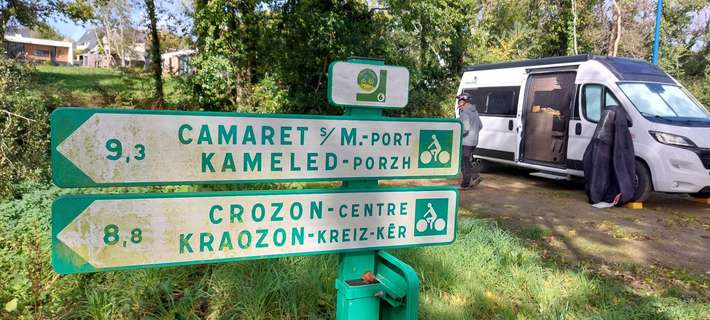 9,3
CAMARET S/M.-PORT
KAMELED-PORZH
8,8
CROZON-CENTRE
KRAOZON-KREIZ-KÊR